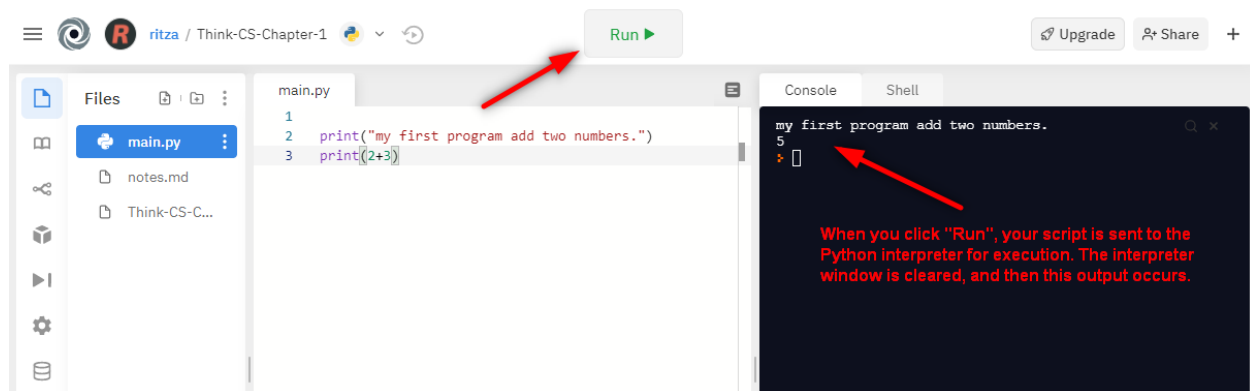 R ritza / Think-CS-Chapter-1 Run Upgrade Share +
Files
main.py
notes.md
Think-CS-C...
main.py
1
2 print("my first program add two numbers.")
3 print(2+3)
Console Shell
my first program add two numbers.
5
When you click "Run", your script is sent to the
Python interpreter for execution. The interpreter
window is cleared, and then this output occurs.